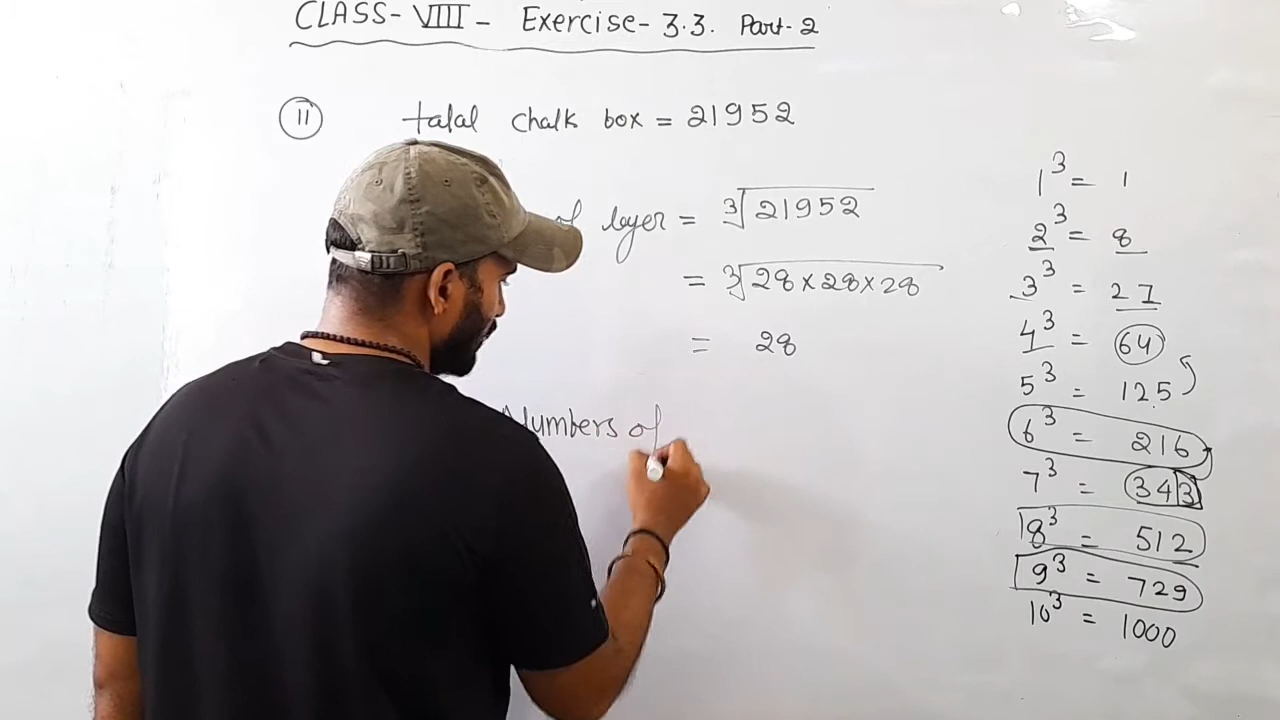 CLASS-VIII- Exercise-3.3. Part-2
11 total chalk box = 21952
of layer = ∛21952
= ∛28×28×28
= 28
Numbers of
1³ = 1
2³ = 8
3³ = 27
4³ = 64
5³ = 125
6³ = 216
7³ = 343
8³ = 512
9³ = 729
10³ = 1000